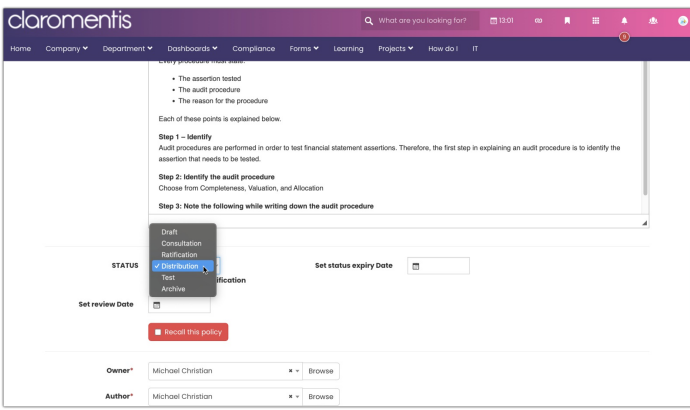 claromentis
What are you looking for?
13:01
9
Home Company Department Dashboards Compliance Forms Learning Projects How do I IT
Every procedure must state:
• The assertion tested
• The audit procedure
• The reason for the procedure
Each of these points is explained below.
Step 1 – Identify
Audit procedures are performed in order to test financial statement assertions. Therefore, the first step in explaining an audit procedure is to identify the
assertion that needs to be tested.
Step 2: Identify the audit procedure
Choose from Completeness, Valuation, and Allocation
Step 3: Note the following while writing down the audit procedure
Draft
Consultation
Ratification
STATUS ✓ Distribution Set status expiry Date
Test
Archive
Set review Date
Recall this policy
Owner* Michael Christian × Browse
Author* Michael Christian × Browse